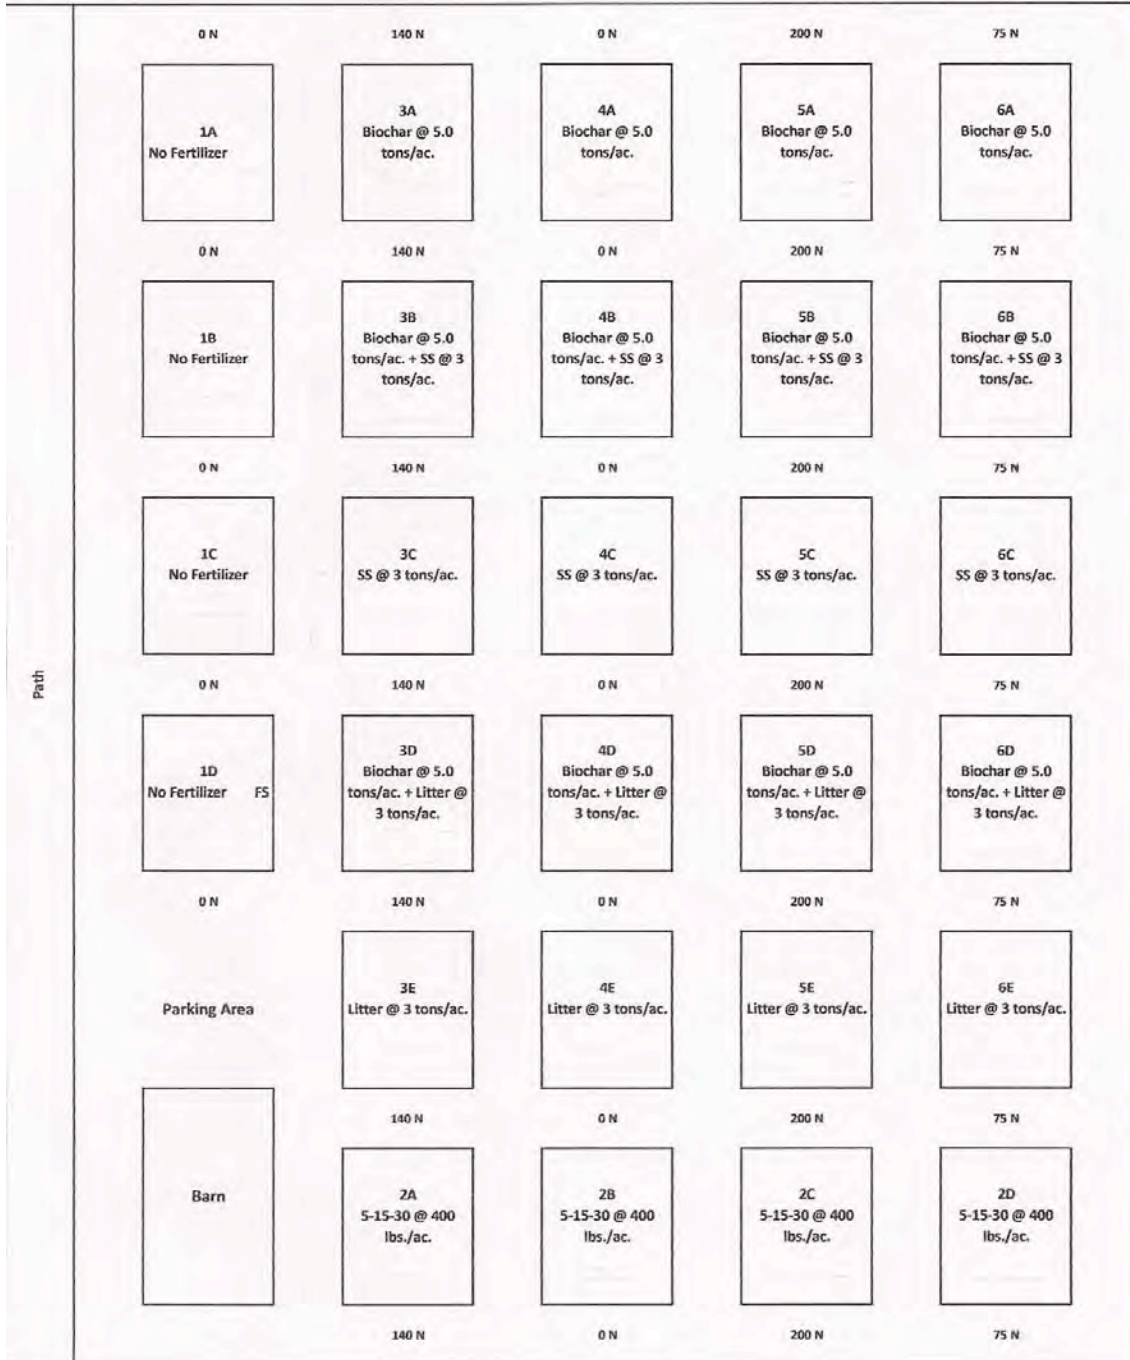 0 N 140 N 0 N 200 N 75 N
1A
No Fertilizer
3A
Biochar @ 5.0
tons/ac.
4A
Biochar @ 5.0
tons/ac.
5A
Biochar @ 5.0
tons/ac.
6A
Biochar @ 5.0
tons/ac.
0 N 140 N 0 N 200 N 75 N
1B
No Fertilizer
3B
Biochar @ 5.0
tons/ac. + SS @ 3
tons/ac.
4B
Biochar @ 5.0
tons/ac. + SS @ 3
tons/ac.
5B
Biochar @ 5.0
tons/ac. + SS @ 3
tons/ac.
6B
Biochar @ 5.0
tons/ac. + SS @ 3
tons/ac.
0 N 140 N 0 N 200 N 75 N
1C
No Fertilizer
3C
SS @ 3 tons/ac.
4C
SS @ 3 tons/ac.
5C
SS @ 3 tons/ac.
6C
SS @ 3 tons/ac.
Path
0 N 140 N 0 N 200 N 75 N
1D
No Fertilizer FS
3D
Biochar @ 5.0
tons/ac. + Litter @
3 tons/ac.
4D
Biochar @ 5.0
tons/ac. + Litter @
3 tons/ac.
5D
Biochar @ 5.0
tons/ac. + Litter @
3 tons/ac.
6D
Biochar @ 5.0
tons/ac. + Litter @
3 tons/ac.
0 N 140 N 0 N 200 N 75 N
Parking Area
3E
Litter @ 3 tons/ac.
4E
Litter @ 3 tons/ac.
5E
Litter @ 3 tons/ac.
6E
Litter @ 3 tons/ac.
140 N 0 N 200 N 75 N
Barn
2A
5-15-30 @ 400
lbs./ac.
2B
5-15-30 @ 400
lbs./ac.
2C
5-15-30 @ 400
lbs./ac.
2D
5-15-30 @ 400
lbs./ac.
140 N 0 N 200 N 75 N